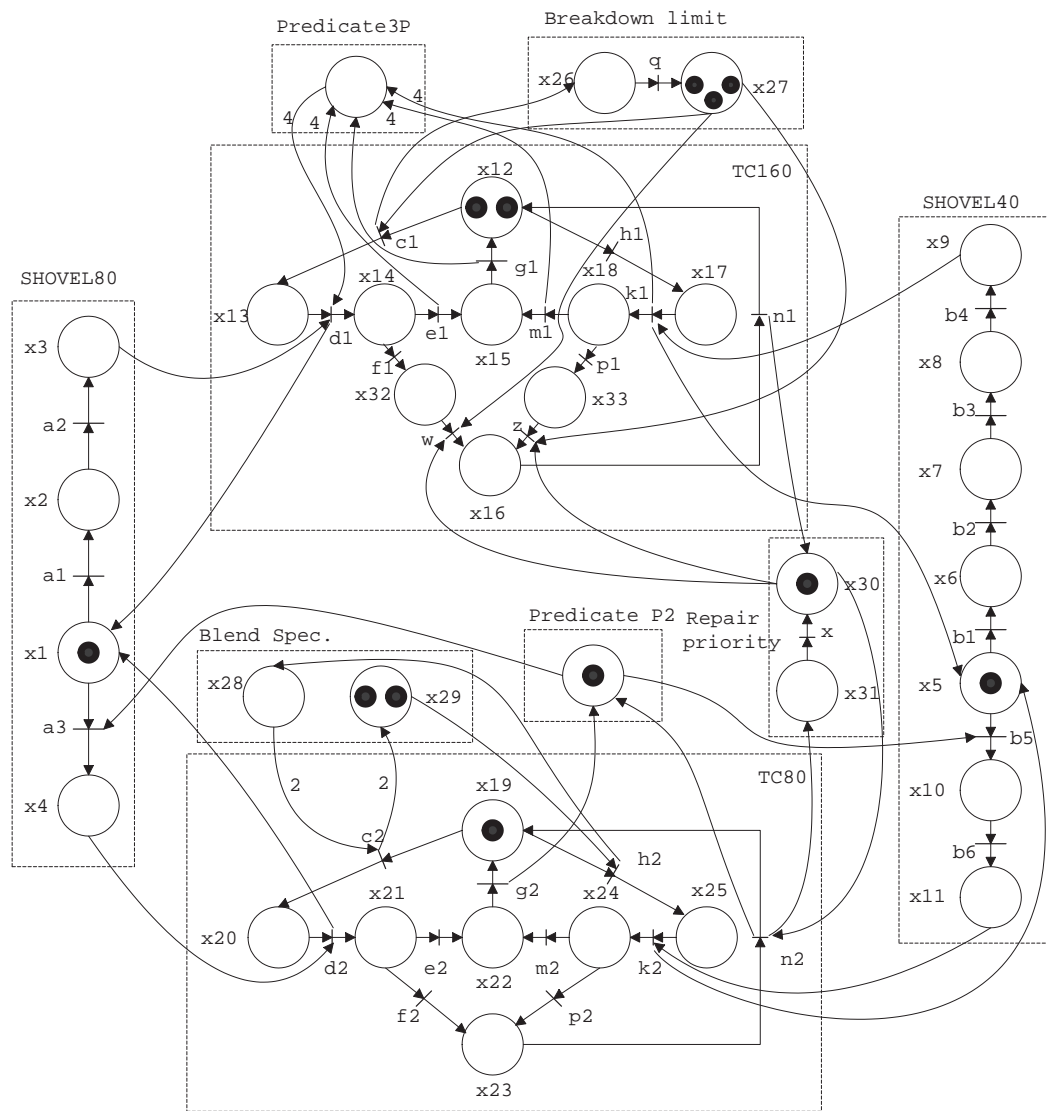 Predicate3P
Breakdown limit
x26
q
x27
4
4
4
4
TC160
x12
c1
h1
g1
x13
x14
d1
e1
x15
m1
x18
k1
x17
n1
f1
x32
p1
x33
w
z
x16
SHOVEL80
x3
a2
x2
a1
x1
a3
x4
SHOVEL40
x9
b4
x8
b3
x7
b2
x6
b1
x5
b5
x10
b6
x11
Blend Spec.
x28
x29
2
2
Predicate P2
Repair
priority
x30
x
x31
TC80
x19
c2
h2
g2
x20
x21
d2
e2
x22
m2
x24
k2
x25
n2
f2
p2
x23